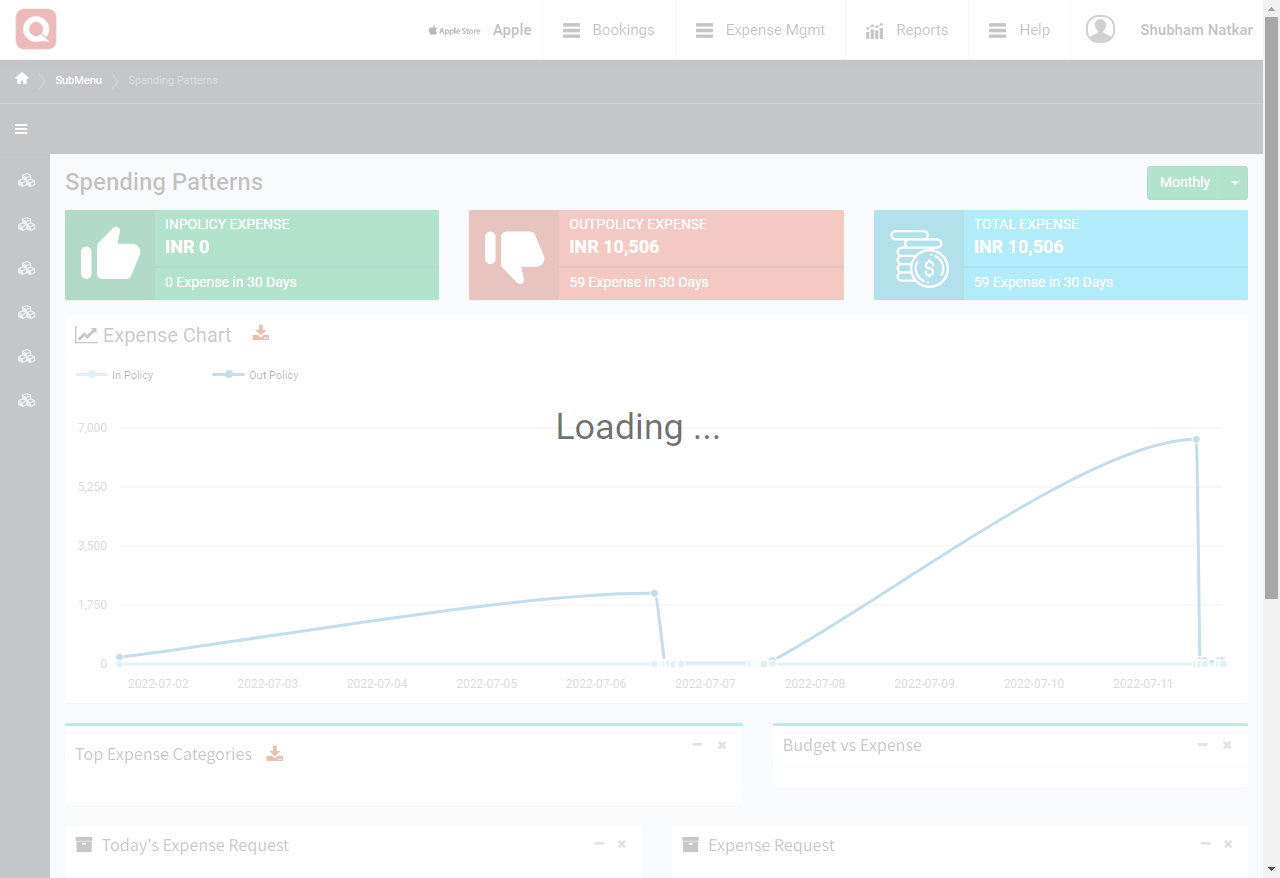 Apple Store Apple Bookings Expense Mgmt Reports Help Shubham Natkar
SubMenu Spending Patterns
Spending Patterns
Monthly
INPOLICY EXPENSE
INR 0
0 Expense in 30 Days
OUTPOLICY EXPENSE
INR 10,506
59 Expense in 30 Days
TOTAL EXPENSE
INR 10,506
59 Expense in 30 Days
Expense Chart
In Policy Out Policy
Loading ...
7,000
5,250
3,500
1,750
0
2022-07-02 2022-07-03 2022-07-04 2022-07-05 2022-07-06 2022-07-07 2022-07-08 2022-07-09 2022-07-10 2022-07-11
Top Expense Categories
Budget vs Expense
Today's Expense Request
Expense Request